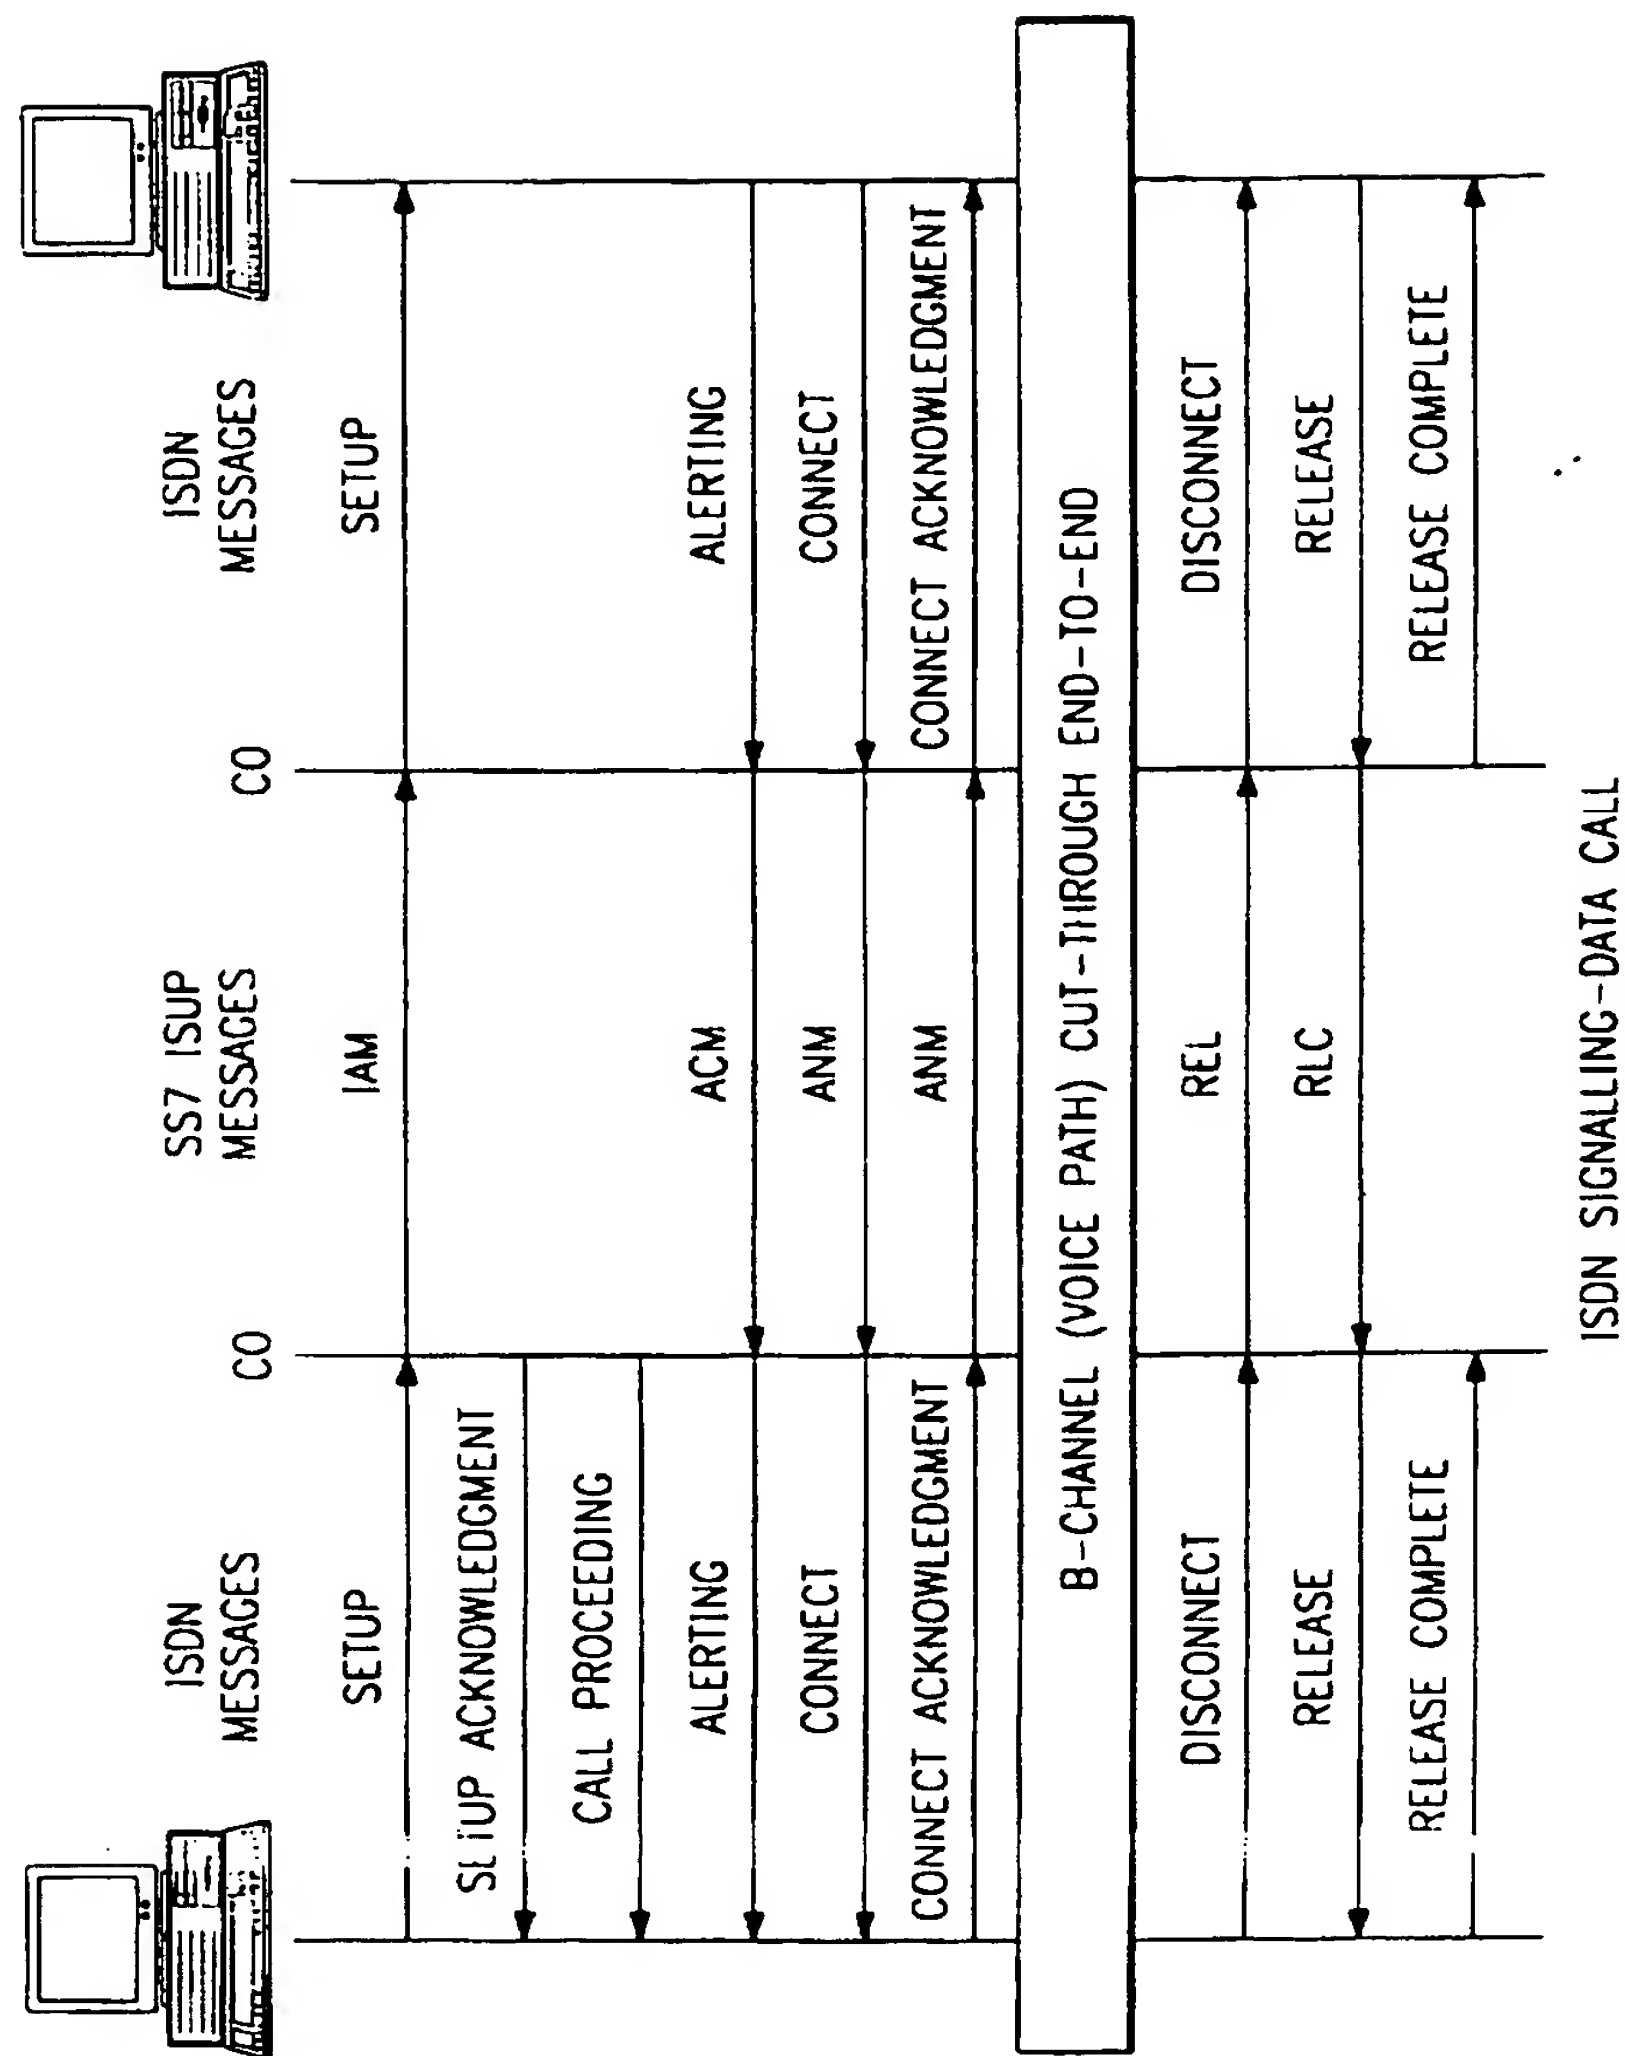 ISDN
MESSAGES
CO
SS7 ISUP
MESSAGES
CO
ISDN
MESSAGES
SETUP
IAM
SETUP
SETUP ACKNOWLEDGMENT
CALL PROCEEDING
ALERTING
ACM
ALERTING
CONNECT
ANM
CONNECT
CONNECT ACKNOWLEDGMENT
ANM
CONNECT ACKNOWLEDGMENT
B-CHANNEL (VOICE PATH) CUT-THROUGH END-TO-END
DISCONNECT
REL
DISCONNECT
RELEASE
RLC
RELEASE
RELEASE COMPLETE
RELEASE COMPLETE
ISDN SIGNALLING-DATA CALL